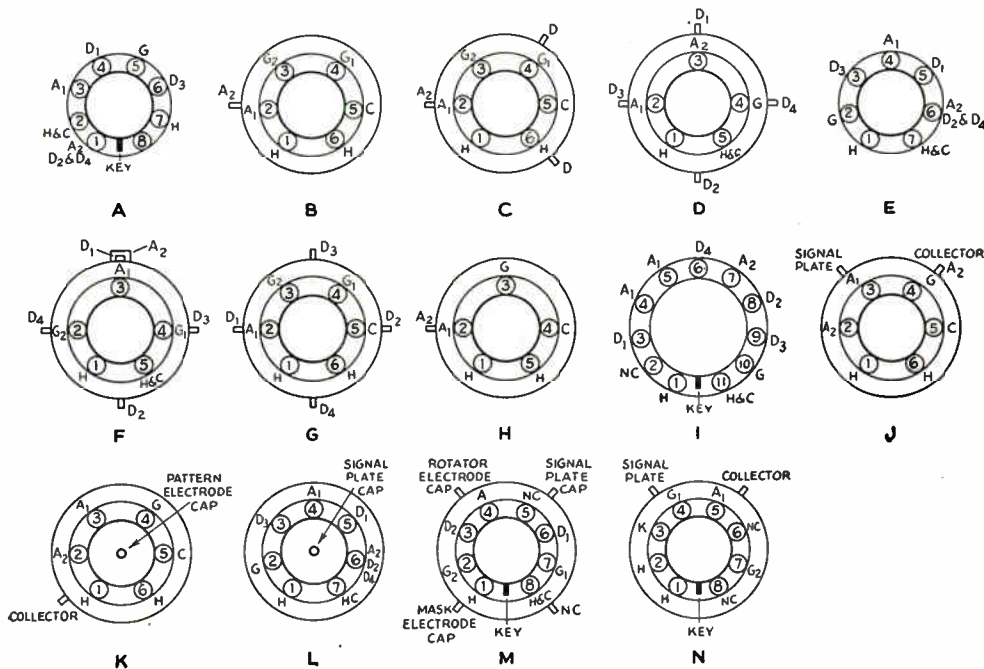 D1 G
A1 4 5 D3
3 6
2 7 H
H&C 1 8
A2
D2&D4
KEY
A
G2 G1
3 4
A2 A1 2 5 C
1 6
H H
B
D
G2 G1
3 4
A2 A1 2 5 C
1 6
H H
D
C
D1
A2
3
D3 A1 2 4 G D4
1 5
H H&C
D2
D
A1
D3 4 D1
3 5
G 2 6 A2
D2&D4
1 7
H H&C
E
D1 A2
A1
3
D4 G2 2 4 G1 D3
1 5
H H&C
D2
F
D3
G2 G1
3 4
D1 A1 2 5 C D2
1 6
H H
D4
G
G
3
A2 A1 2 4 C
1 5
H H
H
D4
A1 6 A2
5 7
A1 4 8 D2
D1 3 9 D3
NC 2 10 G
1 11
H H&C
KEY
I
SIGNAL PLATE COLLECTOR
A1 G A2
3 4
A2 2 5 C
1 6
H H
J
PATTERN ELECTRODE CAP
A1 G
3 4
A2 2 5 C
1 6
H H
COLLECTOR
K
SIGNAL PLATE CAP
A1
D3 4 D1
3 5
G 2 6 A2 D2 D4
1 7
H HC
L
ROTATOR ELECTRODE CAP
SIGNAL PLATE CAP
A NC
4 5
D2 3 6 D1
G2 2 7 G1
1 8
H H&C
MASK ELECTRODE CAP
KEY
NC
M
SIGNAL PLATE COLLECTOR
G1 A1
4 5
K 3 6 NC
H 2 7 G2
1 8
H NC
KEY
N